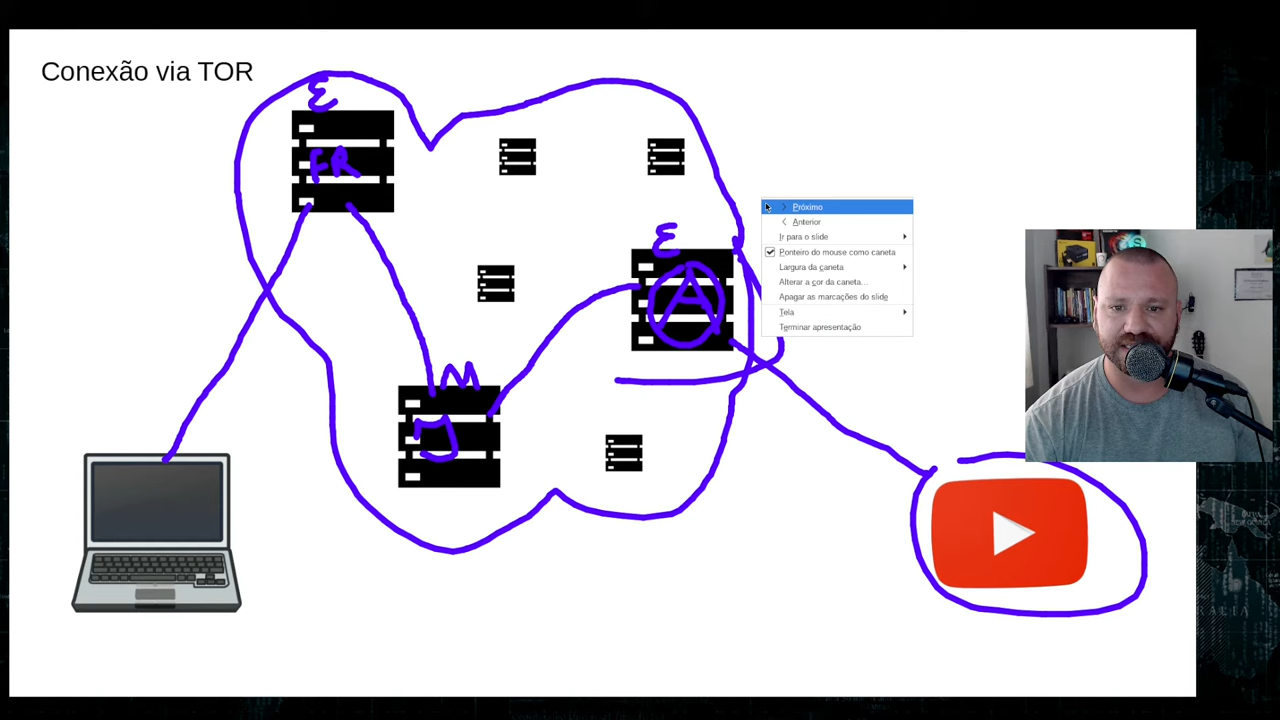 Conexão via TOR
E
FR
E
A
M
J
Próximo
Anterior
Ir para o slide
Ponteiro do mouse como caneta
Largura da caneta
Alterar a cor da caneta...
Apagar as marcações do slide
Tela
Terminar apresentação